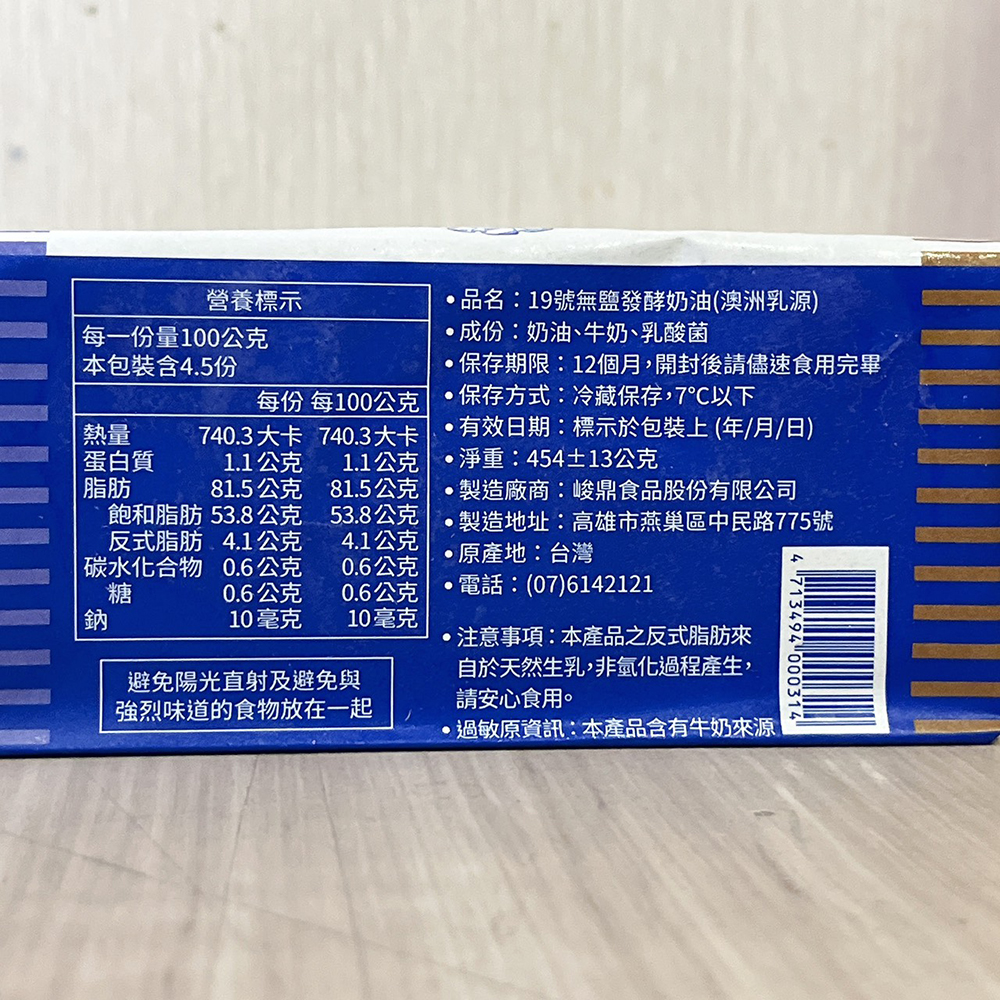 營養標示
每一份量100公克
本包裝含4.5份
每份 每100公克
熱量 740.3大卡 740.3大卡
蛋白質 1.1公克 1.1公克
脂肪 81.5公克 81.5公克
飽和脂肪 53.8公克 53.8公克
反式脂肪 4.1公克 4.1公克
碳水化合物 0.6公克 0.6公克
糖 0.6公克 0.6公克
鈉 10毫克 10毫克
避免陽光直射及避免與
強烈味道的食物放在一起
•品名：19號無鹽發酵奶油(澳洲乳源)
•成份：奶油、牛奶、乳酸菌
•保存期限：12個月，開封後請儘速食用完畢
•保存方式：冷藏保存，7℃以下
•有效日期：標示於包裝上 (年/月/日)
•淨重：454±13公克
•製造廠商：峻鼎食品股份有限公司
•製造地址：高雄市燕巢區中民路775號
•原產地：台灣
•電話：(07)6142121
•注意事項：本產品之反式脂肪來
自於天然生乳，非氫化過程產生，
請安心食用。
•過敏原資訊：本產品含有牛奶來源
4 713494 000314